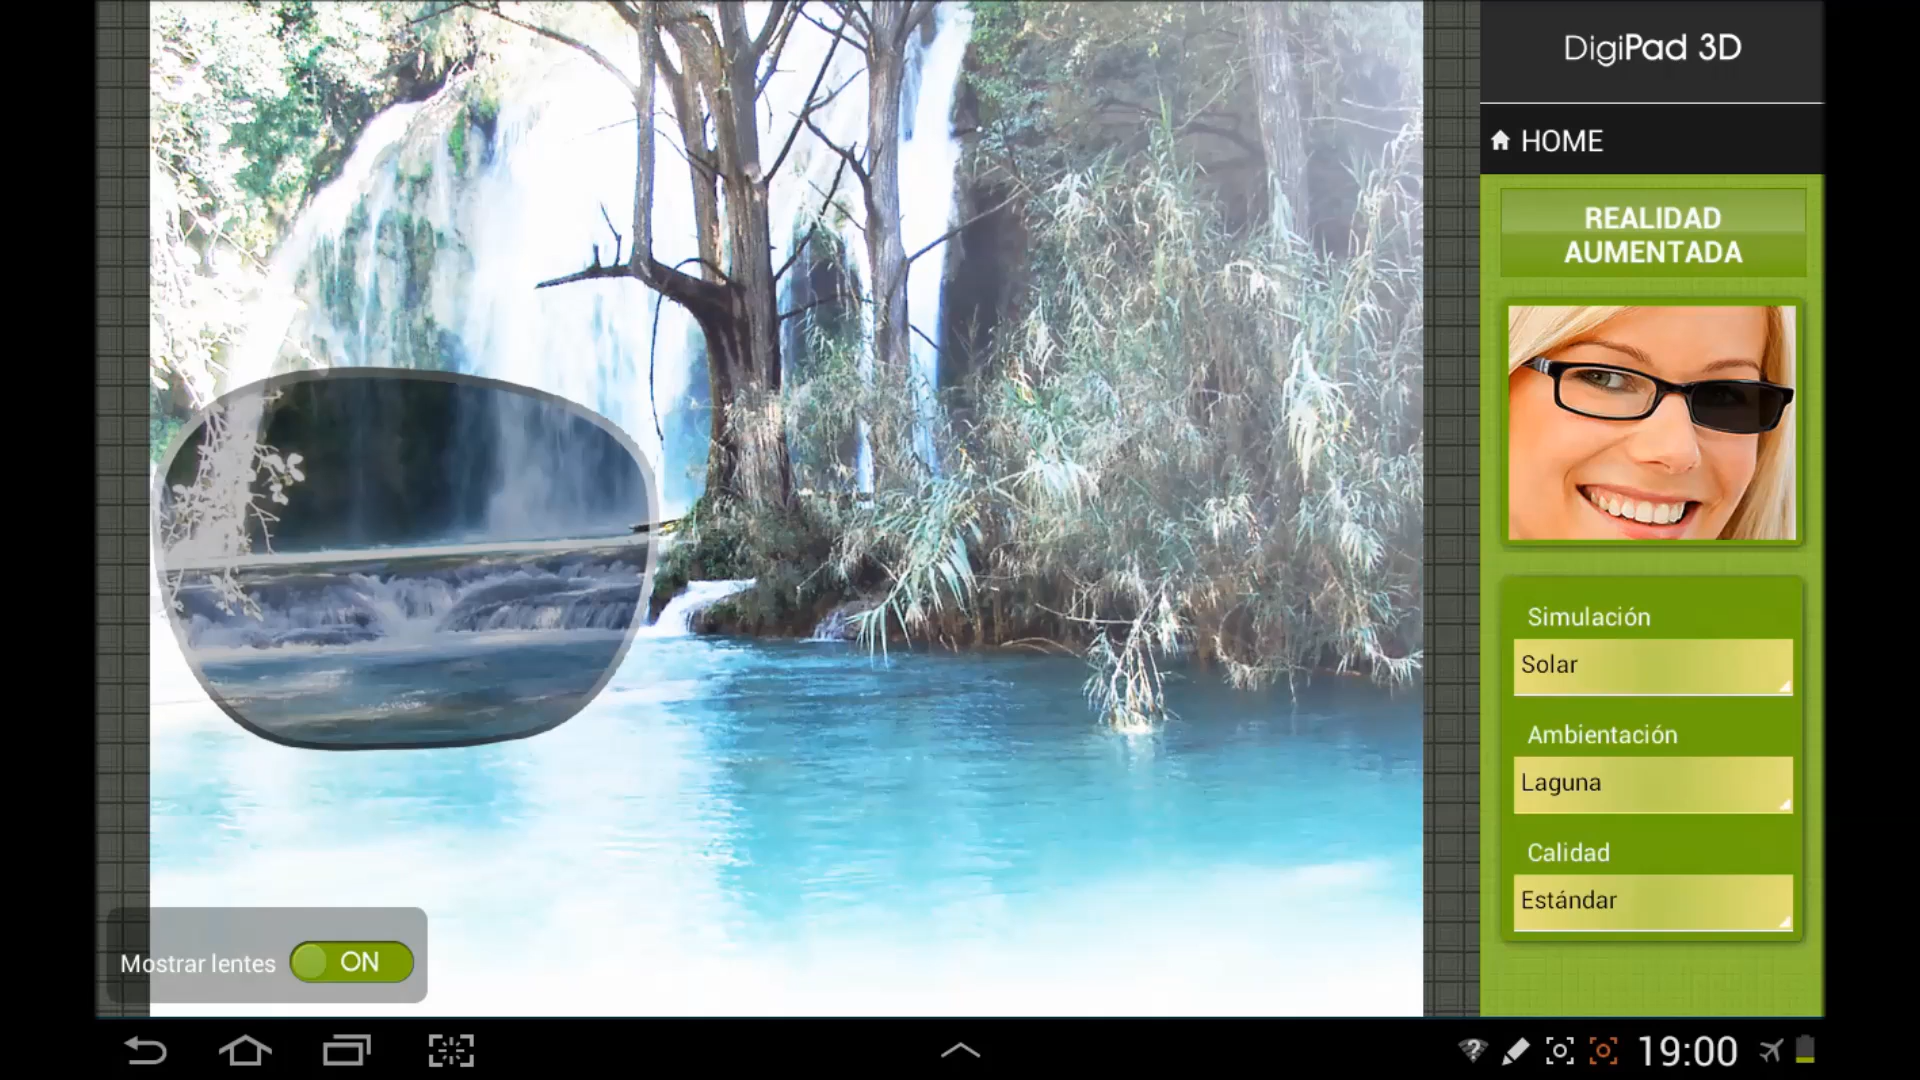 DigiPad 3D
HOME
REALIDAD
AUMENTADA
Simulación
Solar
Ambientación
Laguna
Calidad
Estándar
Mostrar lentes ON
19:00